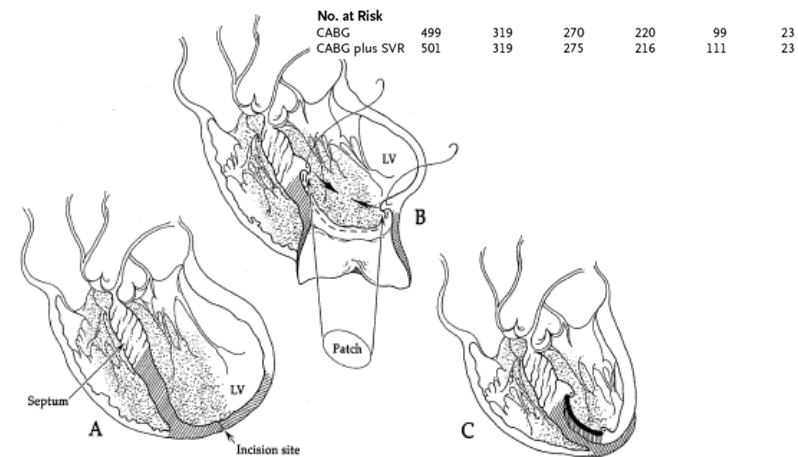 No. at Risk
CABG 499 319 270 220 99 23
CABG plus SVR 501 319 275 216 111 23
LV
B
Patch
LV
Septum
A
C
Incision site